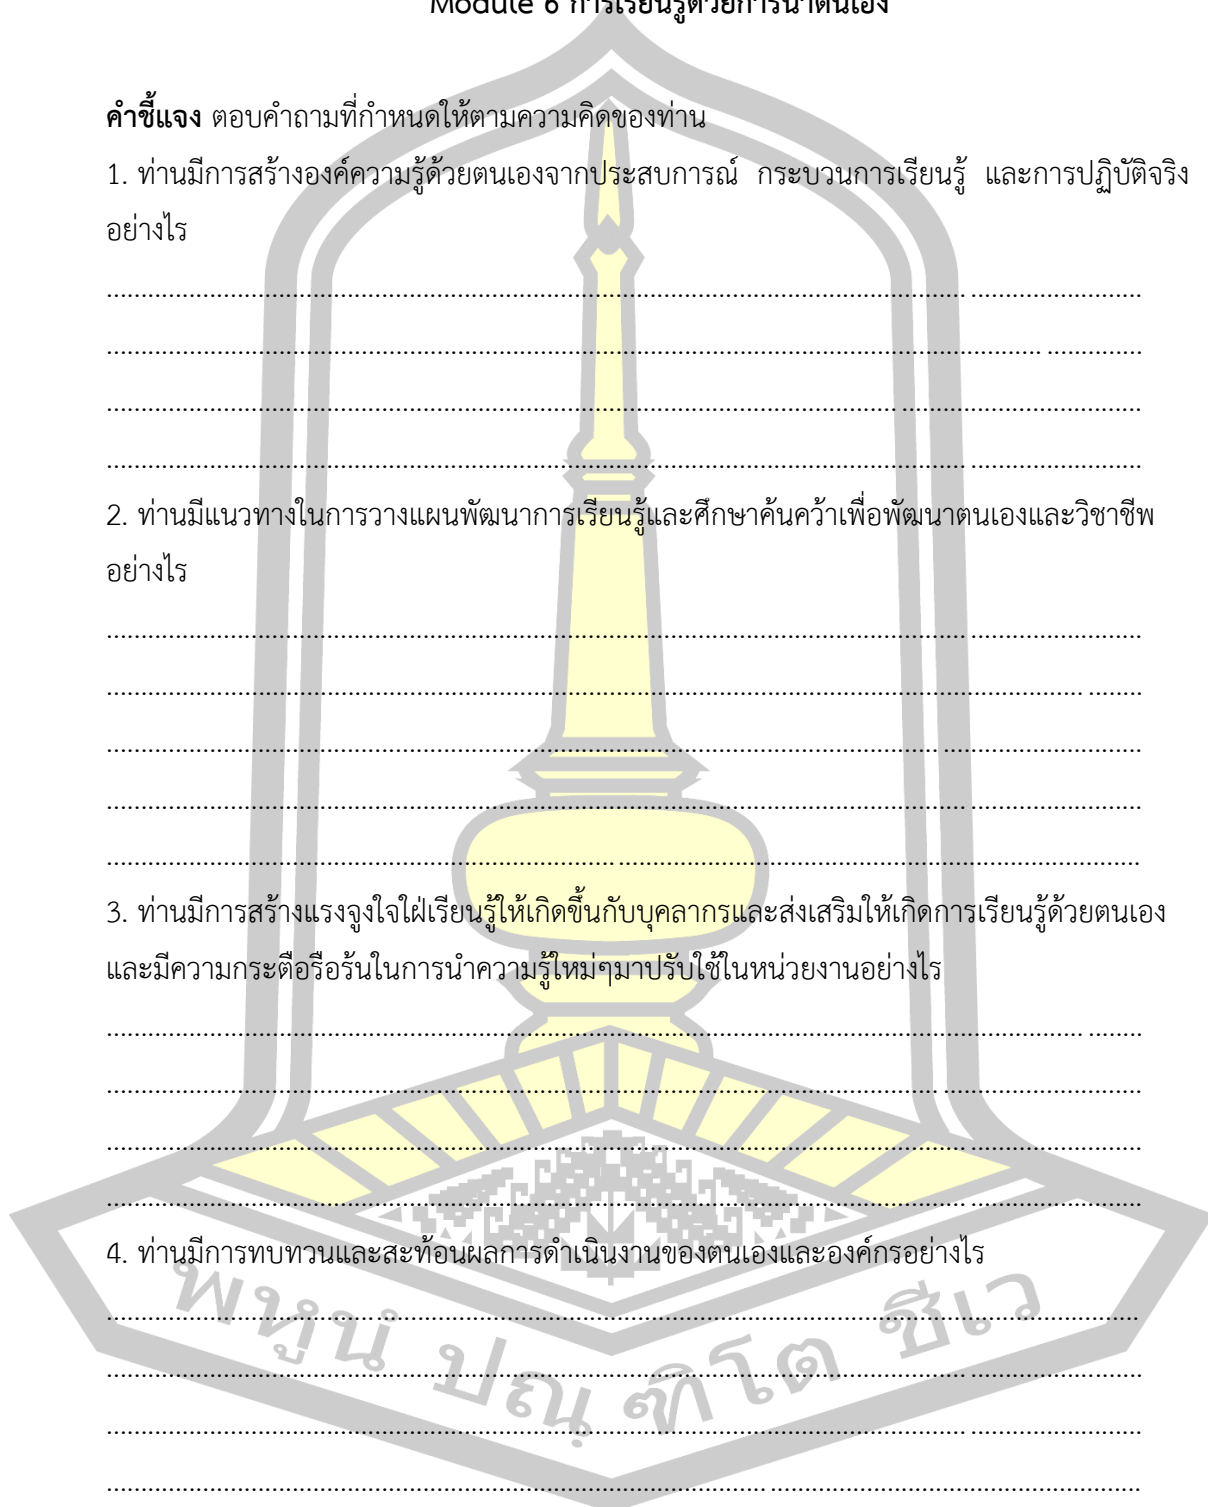 Module 6 การเรียนรู้ด้วยการนำตนเอง
คำชี้แจง ตอบคำถามที่กำหนดให้ตามความคิดของท่าน
1. ท่านมีการสร้างองค์ความรู้ด้วยตนเองจากประสบการณ์ กระบวนการเรียนรู้ และการปฏิบัติจริง
อย่างไร
2. ท่านมีแนวทางในการวางแผนพัฒนาการเรียนรู้และศึกษาค้นคว้าเพื่อพัฒนาตนเองและวิชาชีพ
อย่างไร
3. ท่านมีการสร้างแรงจูงใจใฝ่เรียนรู้ให้เกิดขึ้นกับบุคลากรและส่งเสริมให้เกิดการเรียนรู้ด้วยตนเอง
และมีความกระตือรือร้นในการนำความรู้ใหม่ๆมาปรับใช้ในหน่วยงานอย่างไร
4. ท่านมีการทบทวนและสะท้อนผลการดำเนินงานของตนเองและองค์กรอย่างไร
พหูนํ ปณฺฑิโต ชีเว